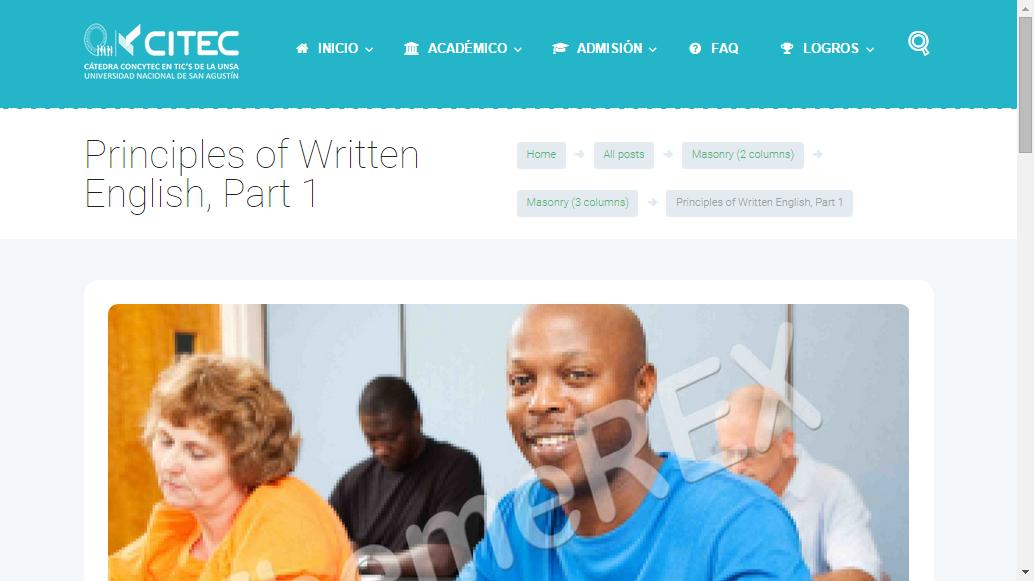 CITEC
CÁTEDRA CONCYTEC EN TIC'S DE LA UNSA
UNIVERSIDAD NACIONAL DE SAN AGUSTÍN
INICIO
ACADÉMICO
ADMISIÓN
FAQ
LOGROS
Principles of Written
English, Part 1
Home
All posts
Masonry (2 columns)
Masonry (3 columns)
Principles of Written English, Part 1
emeREX